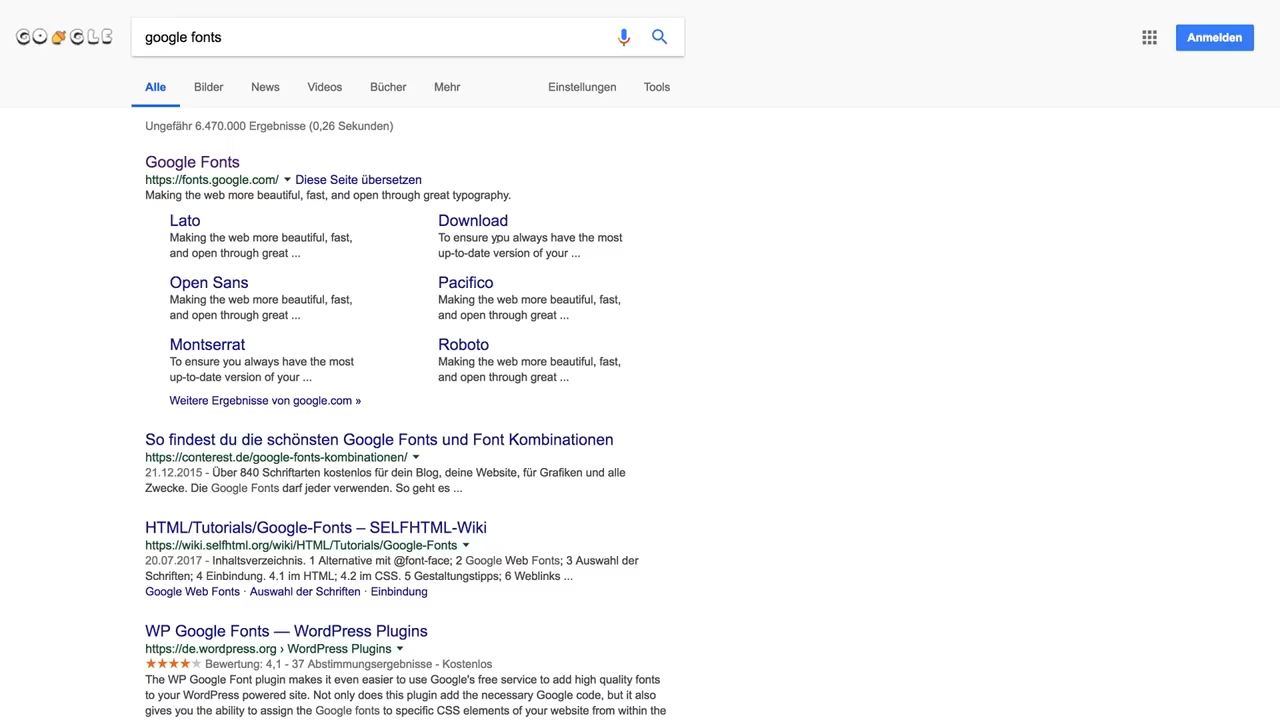 GO GLE
google fonts
Anmelden
Alle Bilder News Videos Bücher Mehr Einstellungen Tools
Ungefähr 6.470.000 Ergebnisse (0,26 Sekunden)
Google Fonts
https://fonts.google.com/ Diese Seite übersetzen
Making the web more beautiful, fast, and open through great typography.
Lato
Making the web more beautiful, fast,
and open through great ...
Download
To ensure you always have the most
up-to-date version of your ...
Open Sans
Making the web more beautiful, fast,
and open through great ...
Pacifico
Making the web more beautiful, fast,
and open through great ...
Montserrat
To ensure you always have the most
up-to-date version of your ...
Roboto
Making the web more beautiful, fast,
and open through great ...
Weitere Ergebnisse von google.com »
So findest du die schönsten Google Fonts und Font Kombinationen
https://conterest.de/google-fonts-kombinationen/
21.12.2015 - Über 840 Schriftarten kostenlos für dein Blog, deine Website, für Grafiken und alle
Zwecke. Die Google Fonts darf jeder verwenden. So geht es ...
HTML/Tutorials/Google-Fonts – SELFHTML-Wiki
https://wiki.selfhtml.org/wiki/HTML/Tutorials/Google-Fonts
20.07.2017 - Inhaltsverzeichnis. 1 Alternative mit @font-face; 2 Google Web Fonts; 3 Auswahl der
Schriften; 4 Einbindung. 4.1 im HTML; 4.2 im CSS. 5 Gestaltungstipps; 6 Weblinks ...
Google Web Fonts · Auswahl der Schriften · Einbindung
WP Google Fonts — WordPress Plugins
https://de.wordpress.org › WordPress Plugins
Bewertung: 4,1 - 37 Abstimmungsergebnisse - Kostenlos
The WP Google Font plugin makes it even easier to use Google's free service to add high quality fonts
to your WordPress powered site. Not only does this plugin add the necessary Google code, but it also
gives you the ability to assign the Google fonts to specific CSS elements of your website from within the